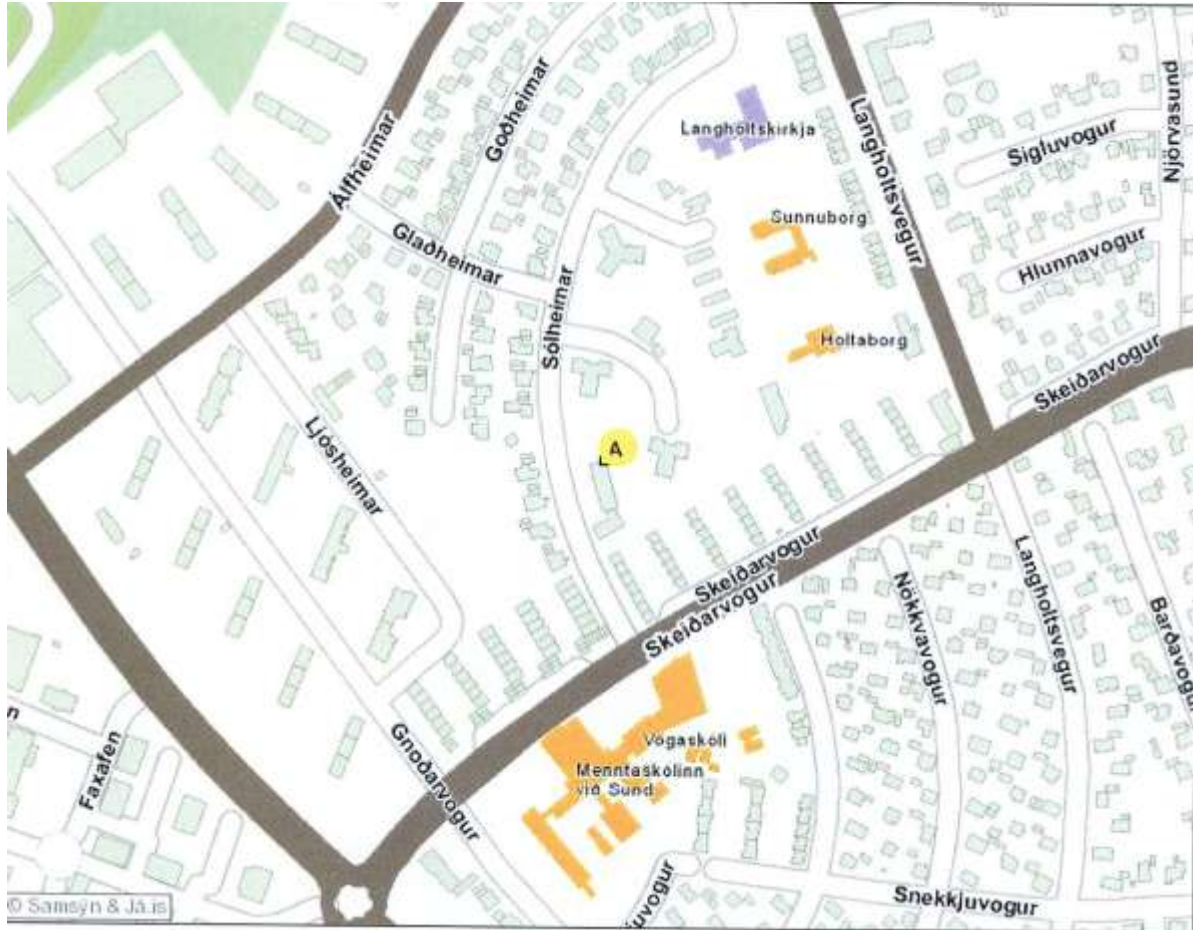 Álfheimar
Goðheimar
Glaðheimar
Sólheimar
Langholtskirkja
Langholtsvegur
Sigluvogur
Njörvasund
Sunnuborg
Hlunnavogur
Holtaborg
Skeiðarvogur
Ljósheimar
A
Skeiðarvogur
Skeiðarvogur
Nökkvavogur
Langholtsvegur
Barðavogur
Gnoðarvogur
Vogaskóli
Menntaskólinn
við Sund
Faxafen
n
Snekkjuvogur
juvogur
© Samsýn & Já.is